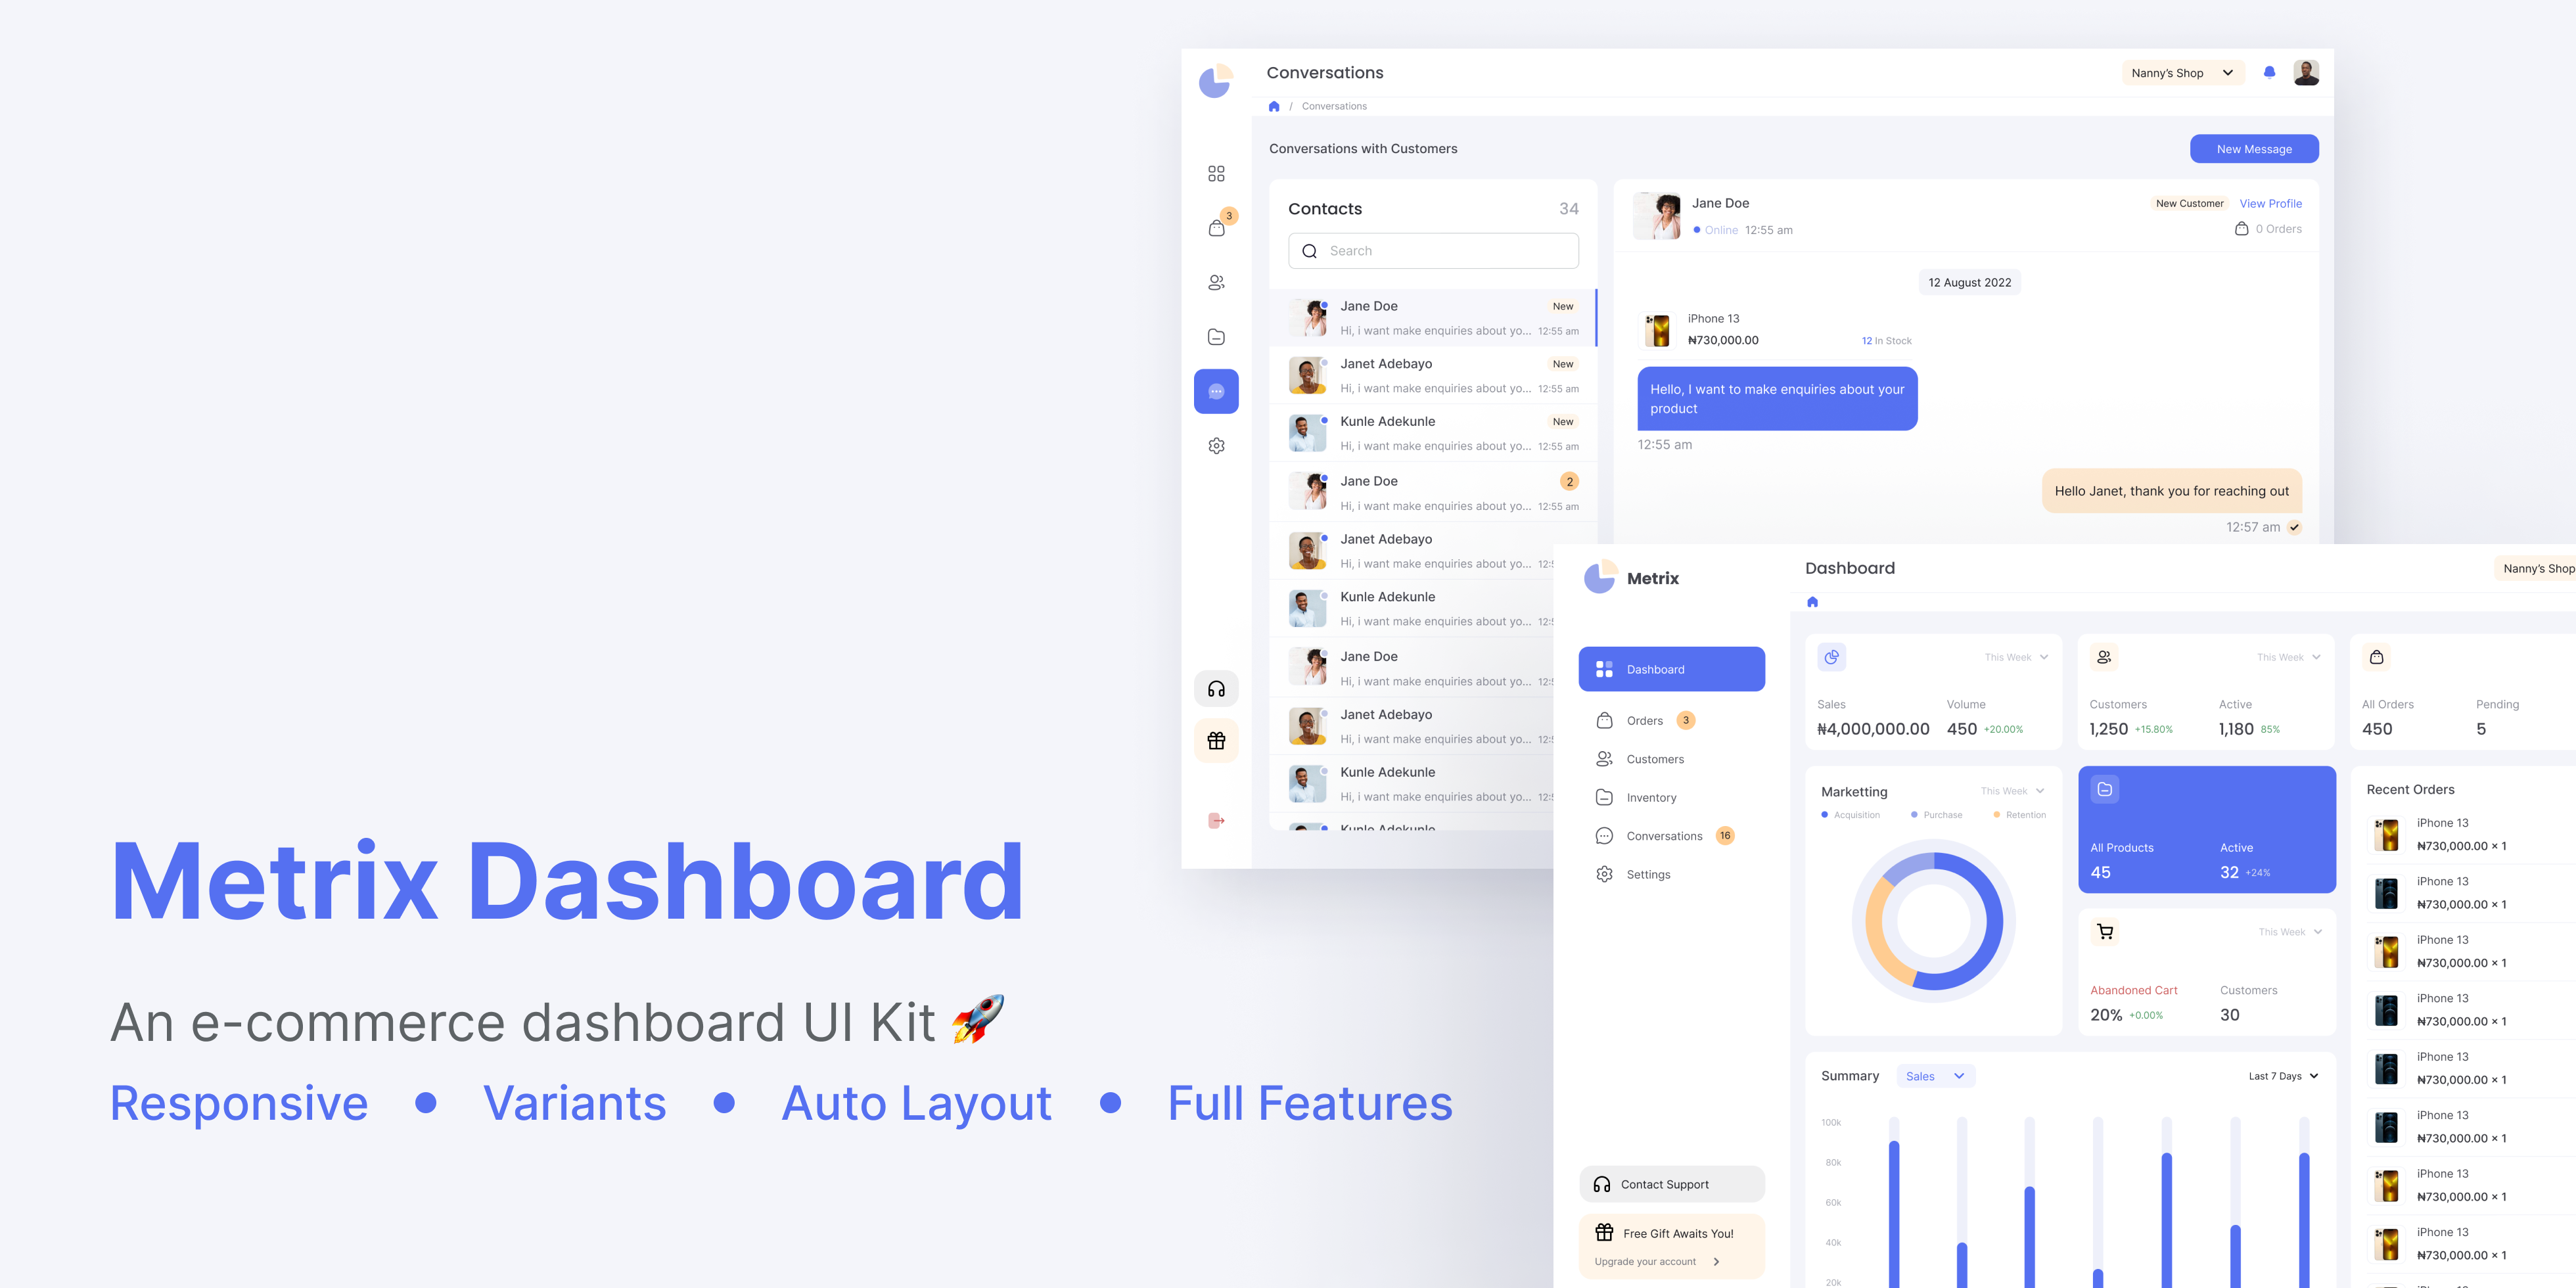 Metrix Dashboard
An e-commerce dashboard UI Kit 🚀
Responsive • Variants • Auto Layout • Full Features
Conversations
Nanny's Shop
/ Conversations
Conversations with Customers
New Message
3
Contacts 34
Search
Jane Doe New
Hi, i want make enquiries about yo... 12:55 am
Janet Adebayo New
Hi, i want make enquiries about yo... 12:55 am
Kunle Adekunle New
Hi, i want make enquiries about yo... 12:55 am
Jane Doe 2
Hi, i want make enquiries about yo... 12:55 am
Janet Adebayo
Hi, i want make enquiries about yo...
Kunle Adekunle
Hi, i want make enquiries about yo...
Jane Doe
Hi, i want make enquiries about yo...
Janet Adebayo
Hi, i want make enquiries about yo...
Kunle Adekunle
Hi, i want make enquiries about yo...
Kunle Adekunle
Jane Doe
Online 12:55 am
New Customer View Profile
0 Orders
12 August 2022
iPhone 13
₦730,000.00
12 In Stock
Hello, I want to make enquiries about your
product
12:55 am
Hello Janet, thank you for reaching out
12:57 am
Metrix
Dashboard
Orders 3
Customers
Inventory
Conversations 16
Settings
Contact Support
Free Gift Awaits You!
Upgrade your account
Dashboard
Nanny's Shop
This Week
Sales Volume
₦4,000,000.00 450 +20.00%
This Week
Customers Active
1,250 +15.80% 1,180 85%
All Orders Pending
450 5
Marketting This Week
Acquisition Purchase Retention
All Products Active
45 32 +24%
This Week
Abandoned Cart Customers
20% +0.00% 30
Summary Sales Last 7 Days
100k
80k
60k
40k
20k
Recent Orders
iPhone 13
₦730,000.00 × 1
iPhone 13
₦730,000.00 × 1
iPhone 13
₦730,000.00 × 1
iPhone 13
₦730,000.00 × 1
iPhone 13
₦730,000.00 × 1
iPhone 13
₦730,000.00 × 1
iPhone 13
₦730,000.00 × 1
iPhone 13
₦730,000.00 × 1